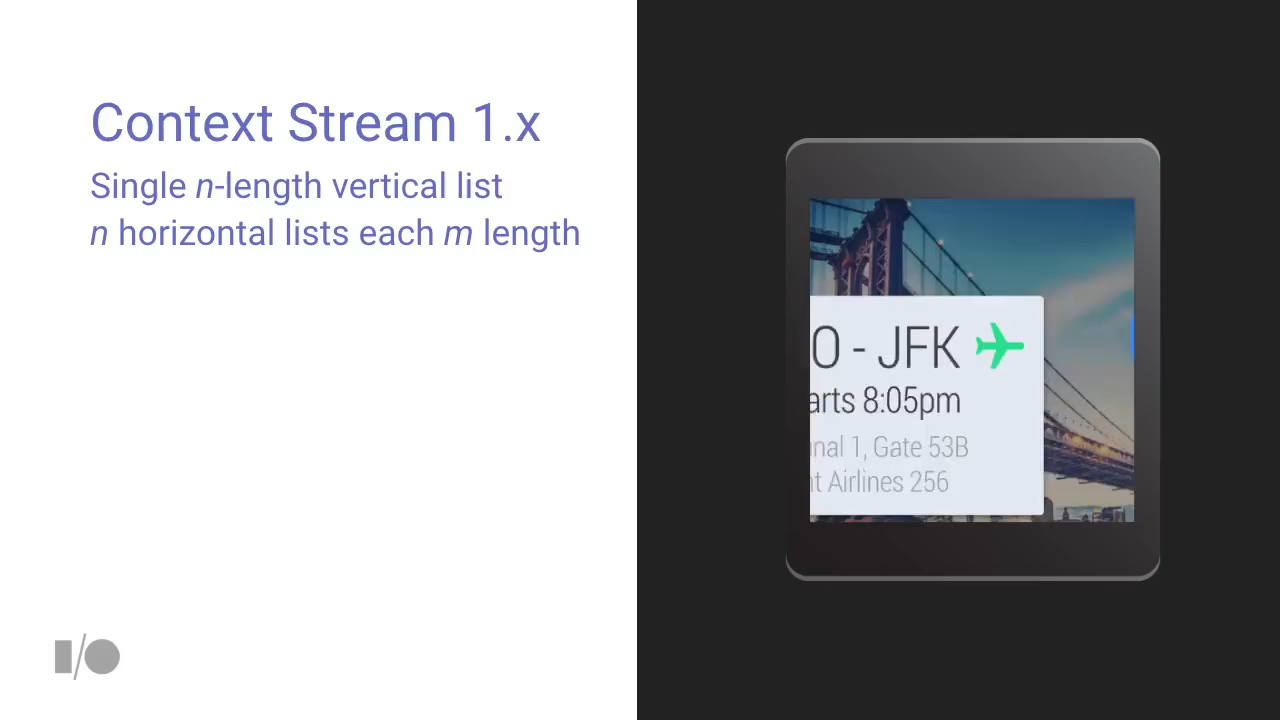 Context Stream 1.x
Single n-length vertical list
n horizontal lists each m length
O - JFK
arts 8:05pm
nal 1, Gate 53B
t Airlines 256
I/O